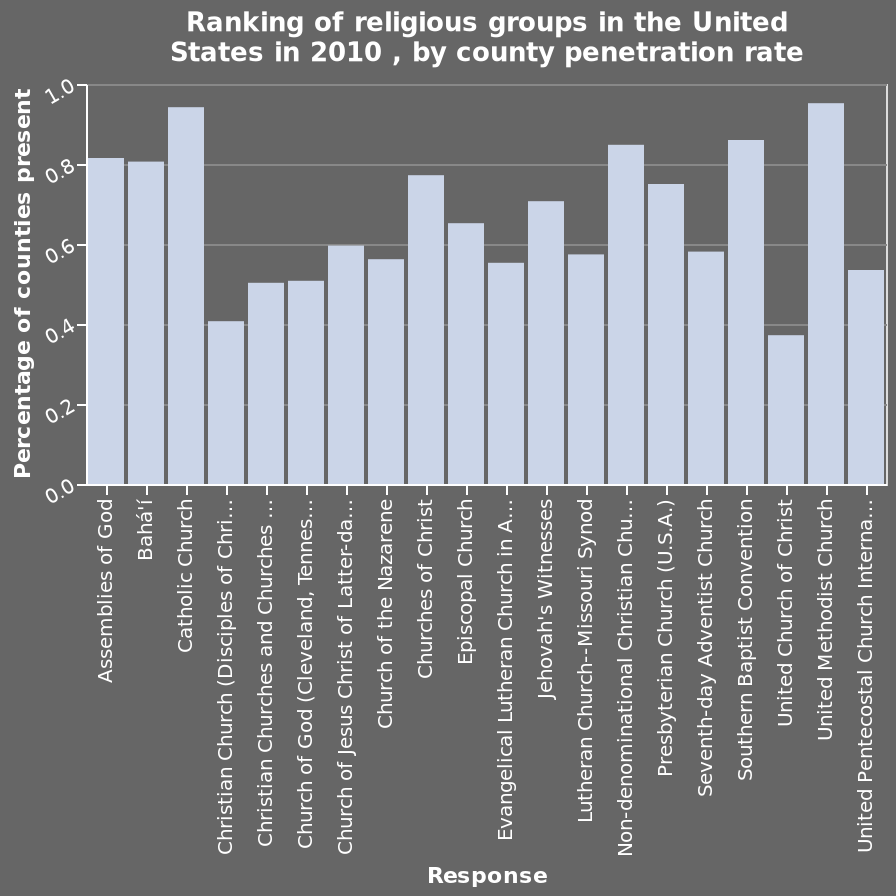 Ranking of religious groups in the United
States in 2010 , by county penetration rate
Percentage of counties present
1.0
0.8
0.6
0.4
0.2
0.0
Assemblies of God
Bahá'í
Catholic Church
Christian Church (Disciples of Chri...
Christian Churches and Churches ...
Church of God (Cleveland, Tennes...
Church of Jesus Christ of Latter-da...
Church of the Nazarene
Churches of Christ
Episcopal Church
Evangelical Lutheran Church in A...
Jehovah's Witnesses
Lutheran Church--Missouri Synod
Non-denominational Christian Chu...
Presbyterian Church (U.S.A.)
Seventh-day Adventist Church
Southern Baptist Convention
United Church of Christ
United Methodist Church
United Pentecostal Church Interna...
Response